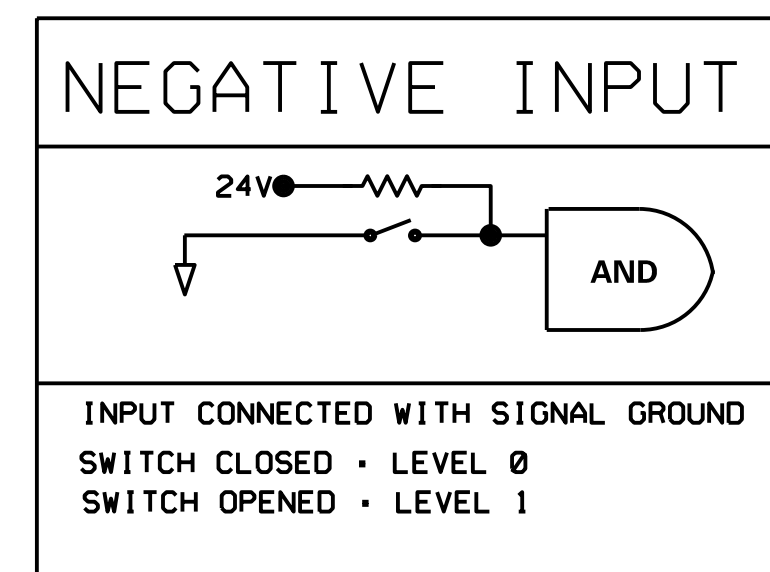 NEGATIVE INPUT
24V
AND
INPUT CONNECTED WITH SIGNAL GROUND
SWITCH CLOSED · LEVEL 0
SWITCH OPENED · LEVEL 1